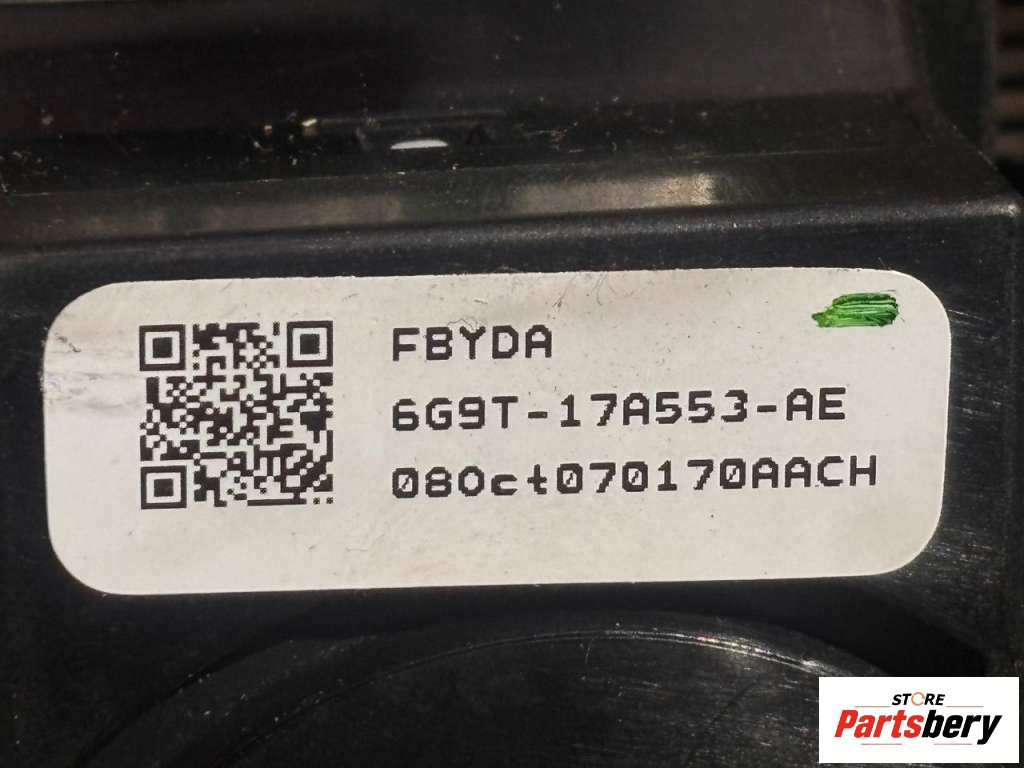 FBYDA
6G9T-17A553-AE
080ct070170AACH
STORE
Partsbery